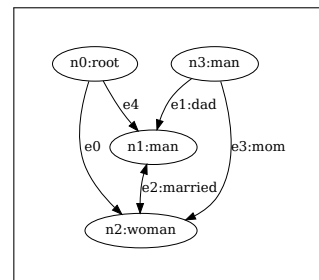 n0:root
n3:man
e4
e1:dad
e0
n1:man
e3:mom
e2:married
n2:woman